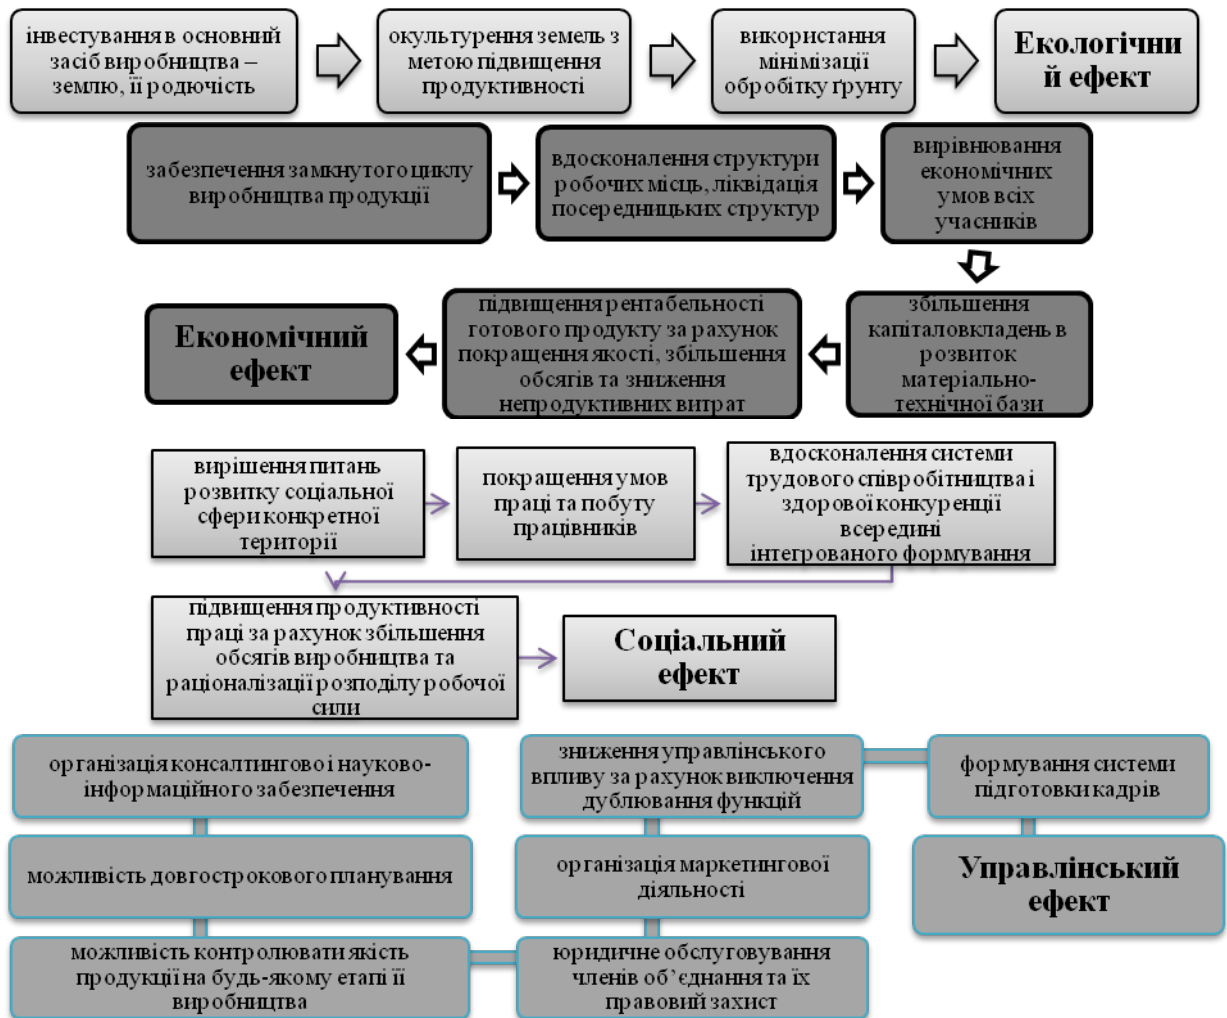 інвестування в основний
засіб виробництва –
землю, її родючість
окультурення земель з
метою підвищення
продуктивності
використання
мінімізації
обробітку ґрунту
Екологічни
й ефект
забезпечення замкнутого циклу
виробництва продукції
вдосконалення структури
робочих місць, ліквідація
посередницьких структур
вирівнювання
економічних
умов всіх
учасників
збільшення
капіталовкладень в
розвиток
матеріально-
технічної бази
підвищення рентабельності
готового продукту за рахунок
покращення якості, збільшення
обсягів та зниження
непродуктивних витрат
Економічний
ефект
вирішення питань
розвитку соціальної
сфери конкретної
території
покращення умов
праці та побуту
працівників
вдосконалення системи
трудового співробітництва і
здорової конкуренції
всередині
інтегрованого формування
підвищення продуктивності
праці за рахунок збільшення
обсягів виробництва та
раціоналізації розподілу робочої
сили
Соціальний
ефект
організація консалтингово і науково-
інформаційного забезпечення
можливість довгострокового планування
можливість контролювати якість
продукції на будь-якому етапі її
виробництва
юридичне обслуговування
членів об’єднання та їх
правовий захист
організація маркетингової
діяльності
зниження управлінського
впливу за рахунок виключення
дублювання функцій
формування системи
підготовки кадрів
Управлінський
ефект